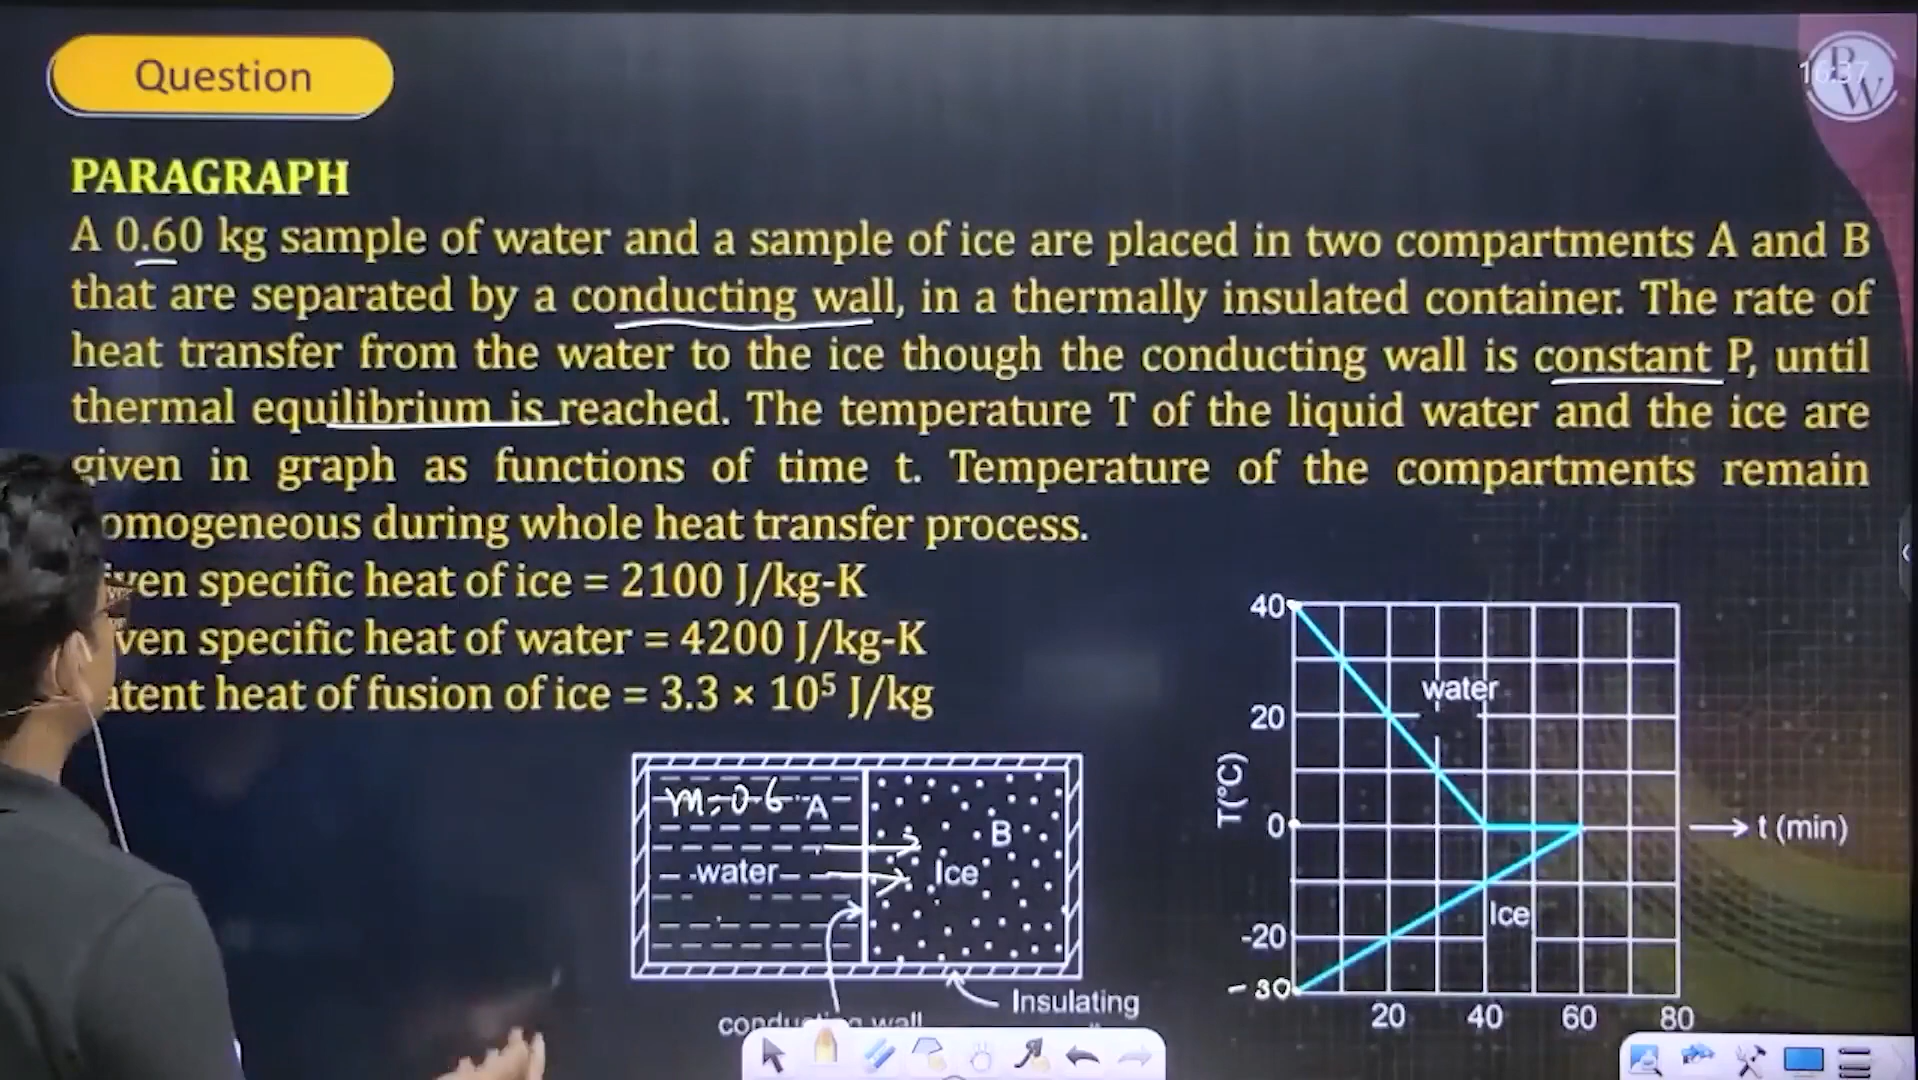 Question
PW
16:37
PARAGRAPH
A 0.60 kg sample of water and a sample of ice are placed in two compartments A and B
that are separated by a conducting wall, in a thermally insulated container. The rate of
heat transfer from the water to the ice though the conducting wall is constant P, until
thermal equilibrium is reached. The temperature T of the liquid water and the ice are
given in graph as functions of time t. Temperature of the compartments remain
omogeneous during whole heat transfer process.
ven specific heat of ice = 2100 J/kg-K
ven specific heat of water = 4200 J/kg-K
atent heat of fusion of ice = 3.3 × 10⁵ J/kg
m=0.6 A
B
water
Ice
Insulating
conducting wall
40
water
20
T(°C)
0
t (min)
Ice
-20
-30
20 40 60 80